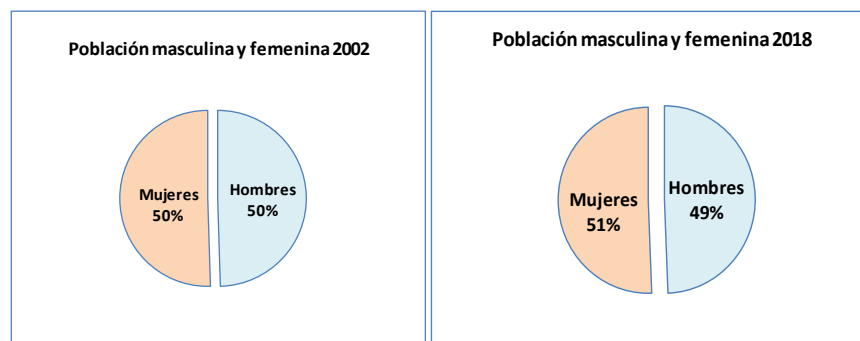 Población masculina y femenina 2002
Mujeres
50%
Hombres
50%
Población masculina y femenina 2018
Mujeres
51%
Hombres
49%